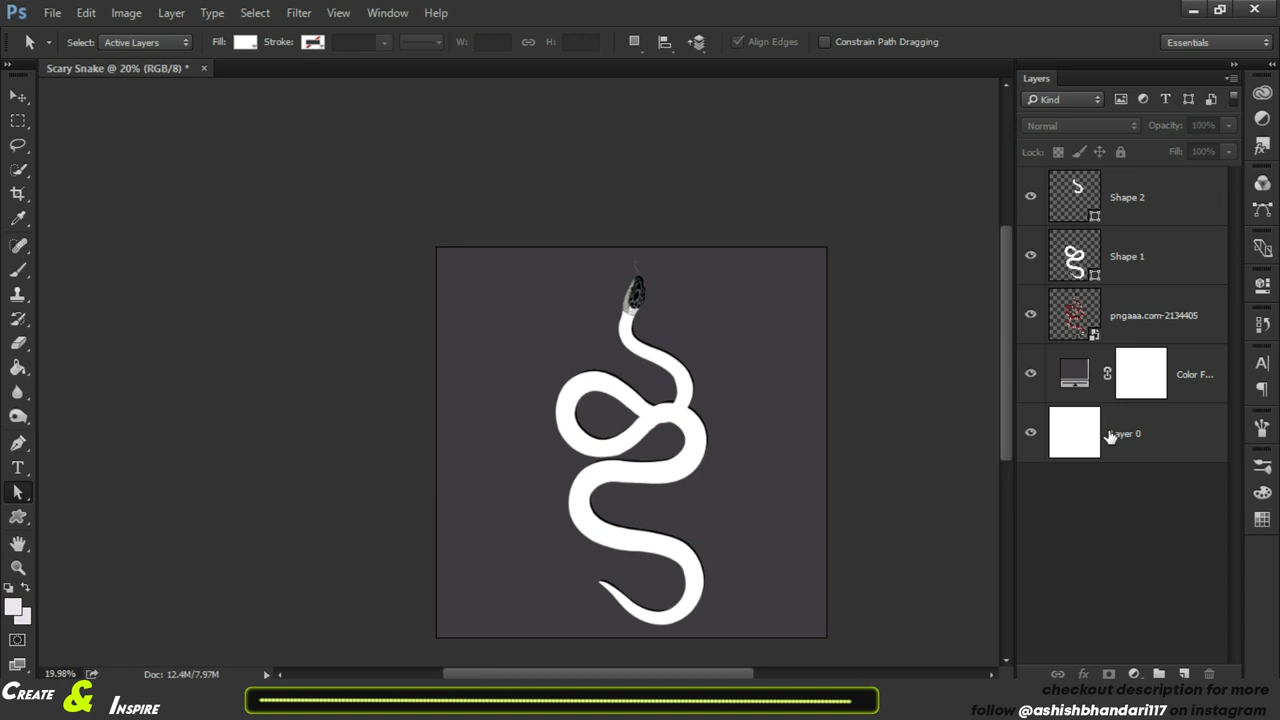 Ps File Edit Image Layer Type Select Filter View Window Help
Select: Active Layers Fill: Stroke: W: H: Align Edges Constrain Path Dragging Essentials
Scary Snake @ 20% (RGB/8) * ×
Layers
Kind
Normal Opacity: 100%
Lock: Fill: 100%
Shape 2
Shape 1
pngaaa.com-2134405
Color F...
Layer 0
19.98% Doc: 12.4M/7.97M
Create & Inspire
checkout description for more
follow @ashishbhandari117 on instagram